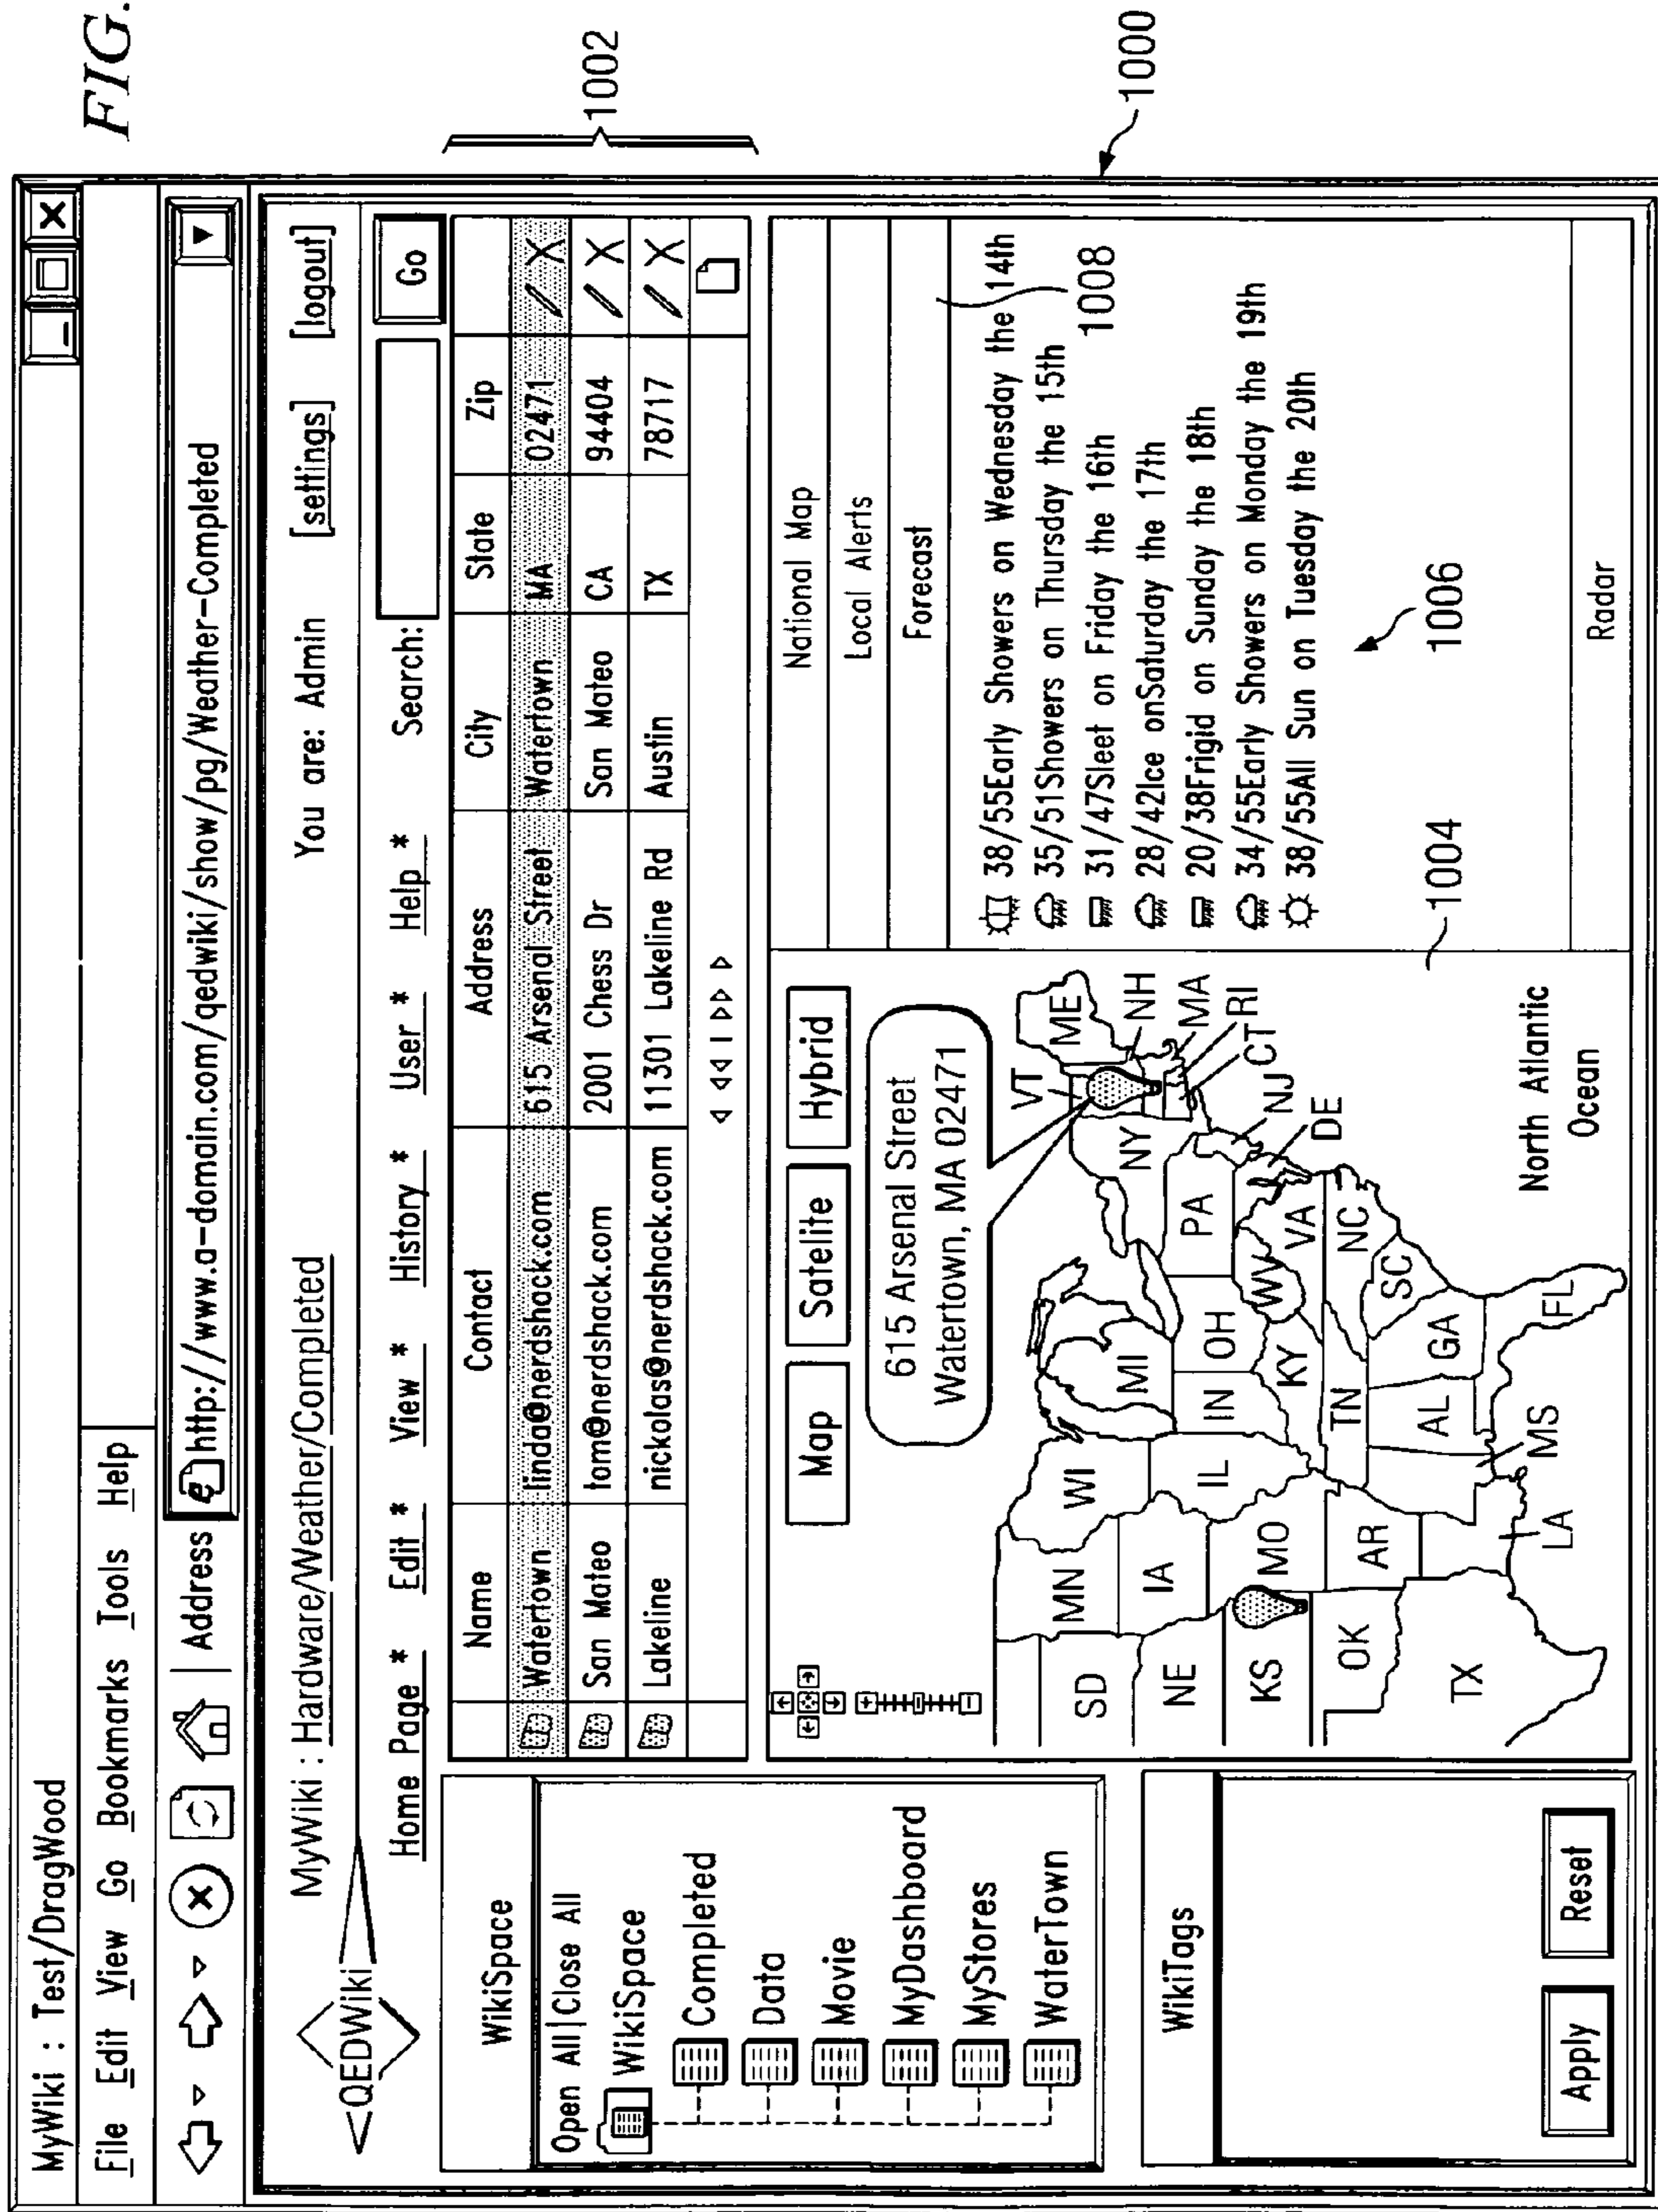 FIG.
MyWiki : Test/DragWood
File Edit View Go Bookmarks Tools Help
Address http://www.a-domain.com/qedwiki/show/pg/Weather-Completed
QEDWiki
MyWiki : Hardware/Weather/Completed You are: Admin [settings] [logout]
Home Page * Edit * View * History * User * Help * Search: Go
WikiSpace
Open All|Close All
WikiSpace
Completed
Data
Movie
MyDashboard
MyStores
WaterTown
WikiTags
Apply Reset
Name Contact Address City State Zip
Watertown linda@nerdshack.com 615 Arsenal Street Watertown MA 02471
San Mateo tom@nerdshack.com 2001 Chess Dr San Mateo CA 94404
Lakeline nickolas@nerdshack.com 11301 Lakeline Rd Austin TX 78717
1002
Map Satelite Hybrid
615 Arsenal Street
Watertown, MA 02471
SD
NE
KS
OK
TX
MN
IA
MO
AR
LA
WI
IL
MS
MI
IN
OH
KY
TN
AL
GA
FL
SC
NC
VA
WV
PA
NY
VT
ME
NH
MA
RI
CT
NJ
DE
North Atlantic
Ocean
1004
National Map
Local Alerts
Forecast
38/55Early Showers on Wednesday the 14th
35/51Showers on Thursday the 15th
31/47Sleet on Friday the 16th
28/42Ice onSaturday the 17th
20/38Frigid on Sunday the 18th
34/55Early Showers on Monday the 19th
38/55All Sun on Tuesday the 20th
1008
1006
Radar
1000